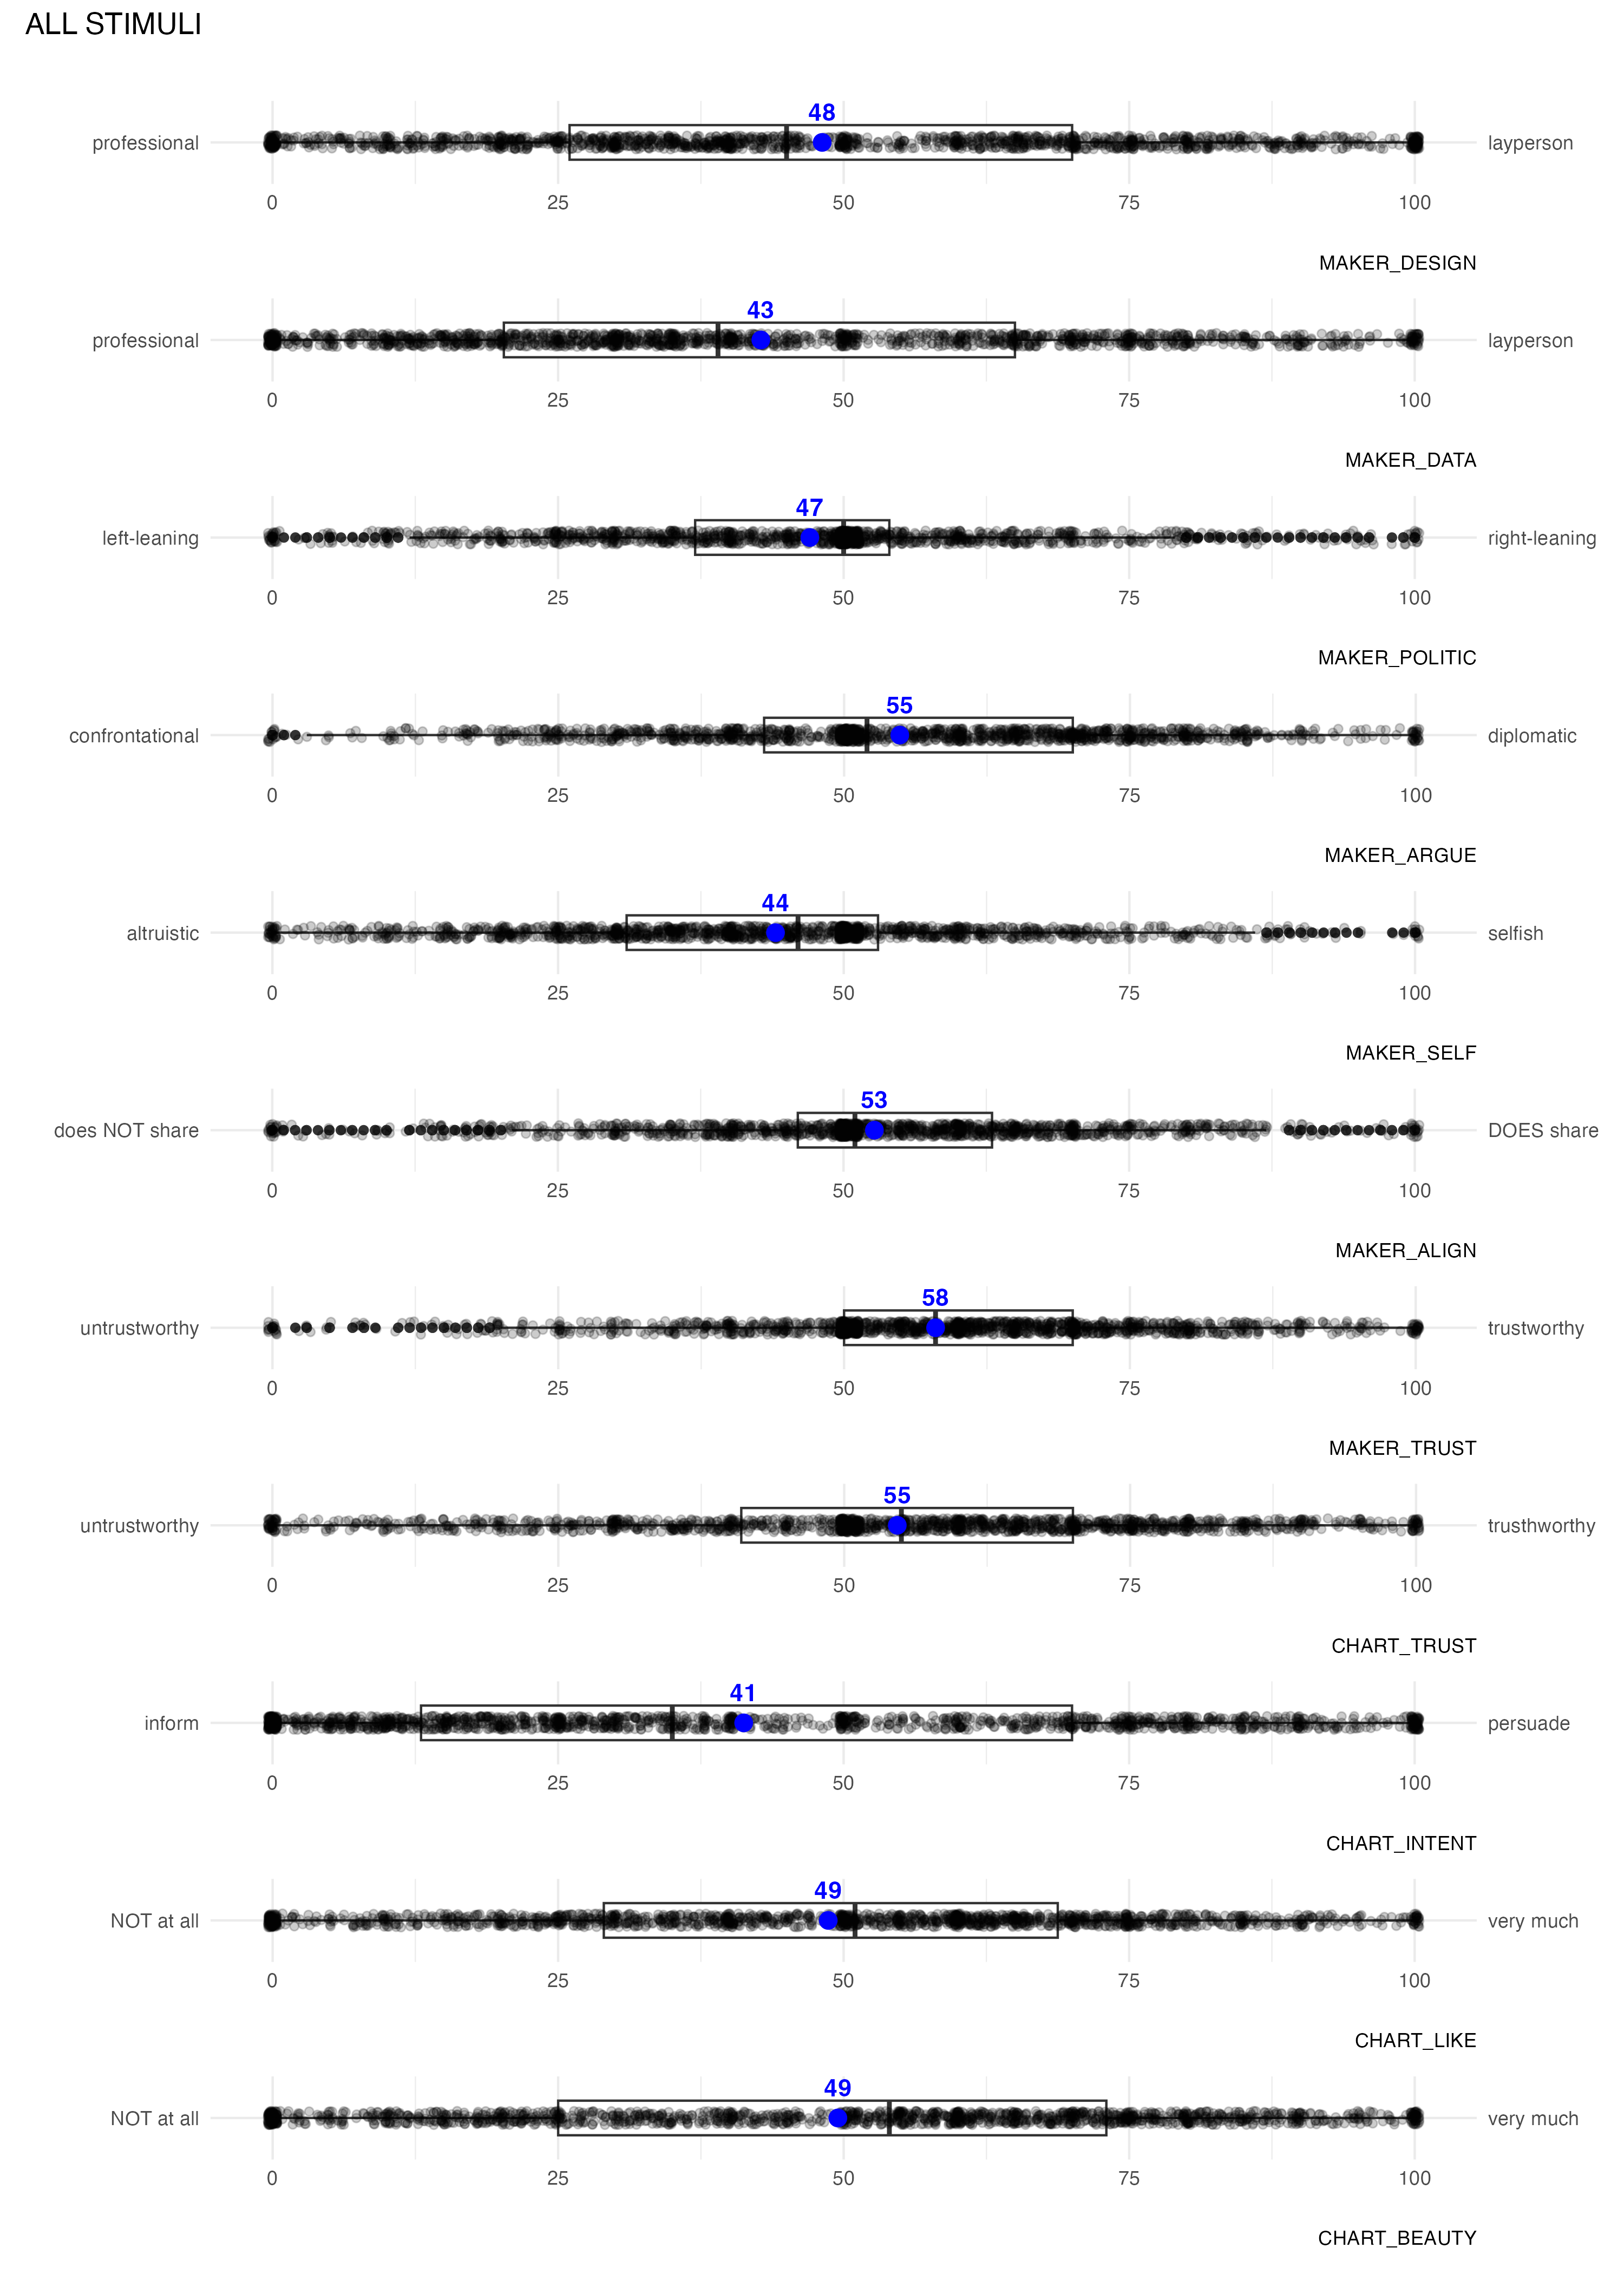 ALL STIMULI
48
professional
layperson
0 25 50 75 100
MAKER_DESIGN
43
professional
layperson
0 25 50 75 100
MAKER_DATA
47
left-leaning
right-leaning
0 25 50 75 100
MAKER_POLITIC
55
confrontational
diplomatic
0 25 50 75 100
MAKER_ARGUE
44
altruistic
selfish
0 25 50 75 100
MAKER_SELF
53
does NOT share
DOES share
0 25 50 75 100
MAKER_ALIGN
58
untrustworthy
trustworthy
0 25 50 75 100
MAKER_TRUST
55
untrustworthy
trusthworthy
0 25 50 75 100
CHART_TRUST
41
inform
persuade
0 25 50 75 100
CHART_INTENT
49
NOT at all
very much
0 25 50 75 100
CHART_LIKE
49
NOT at all
very much
0 25 50 75 100
CHART_BEAUTY